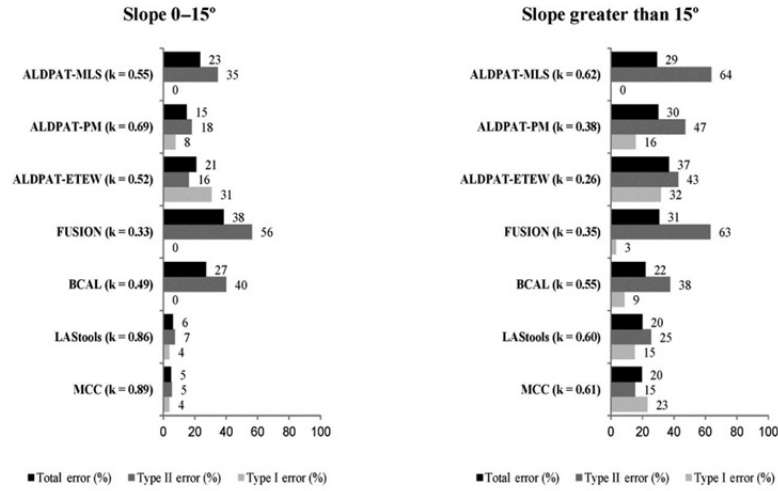 Slope 0–15º
ALDPAT-MLS (k = 0.55)
23
35
0
ALDPAT-PM (k = 0.69)
15
18
8
ALDPAT-ETEW (k = 0.52)
21
16
31
FUSION (k = 0.33)
38
56
0
BCAL (k = 0.49)
27
40
0
LAStools (k = 0.86)
6
7
4
MCC (k = 0.89)
5
5
4
0 20 40 60 80 100
Total error (%) Type II error (%) Type I error (%)
Slope greater than 15º
ALDPAT-MLS (k = 0.62)
29
64
0
ALDPAT-PM (k = 0.38)
30
47
16
ALDPAT-ETEW (k = 0.26)
37
43
32
FUSION (k = 0.35)
31
63
3
BCAL (k = 0.55)
22
38
9
LAStools (k = 0.60)
20
25
15
MCC (k = 0.61)
20
15
23
0 20 40 60 80 100
Total error (%) Type II error (%) Type I error (%)